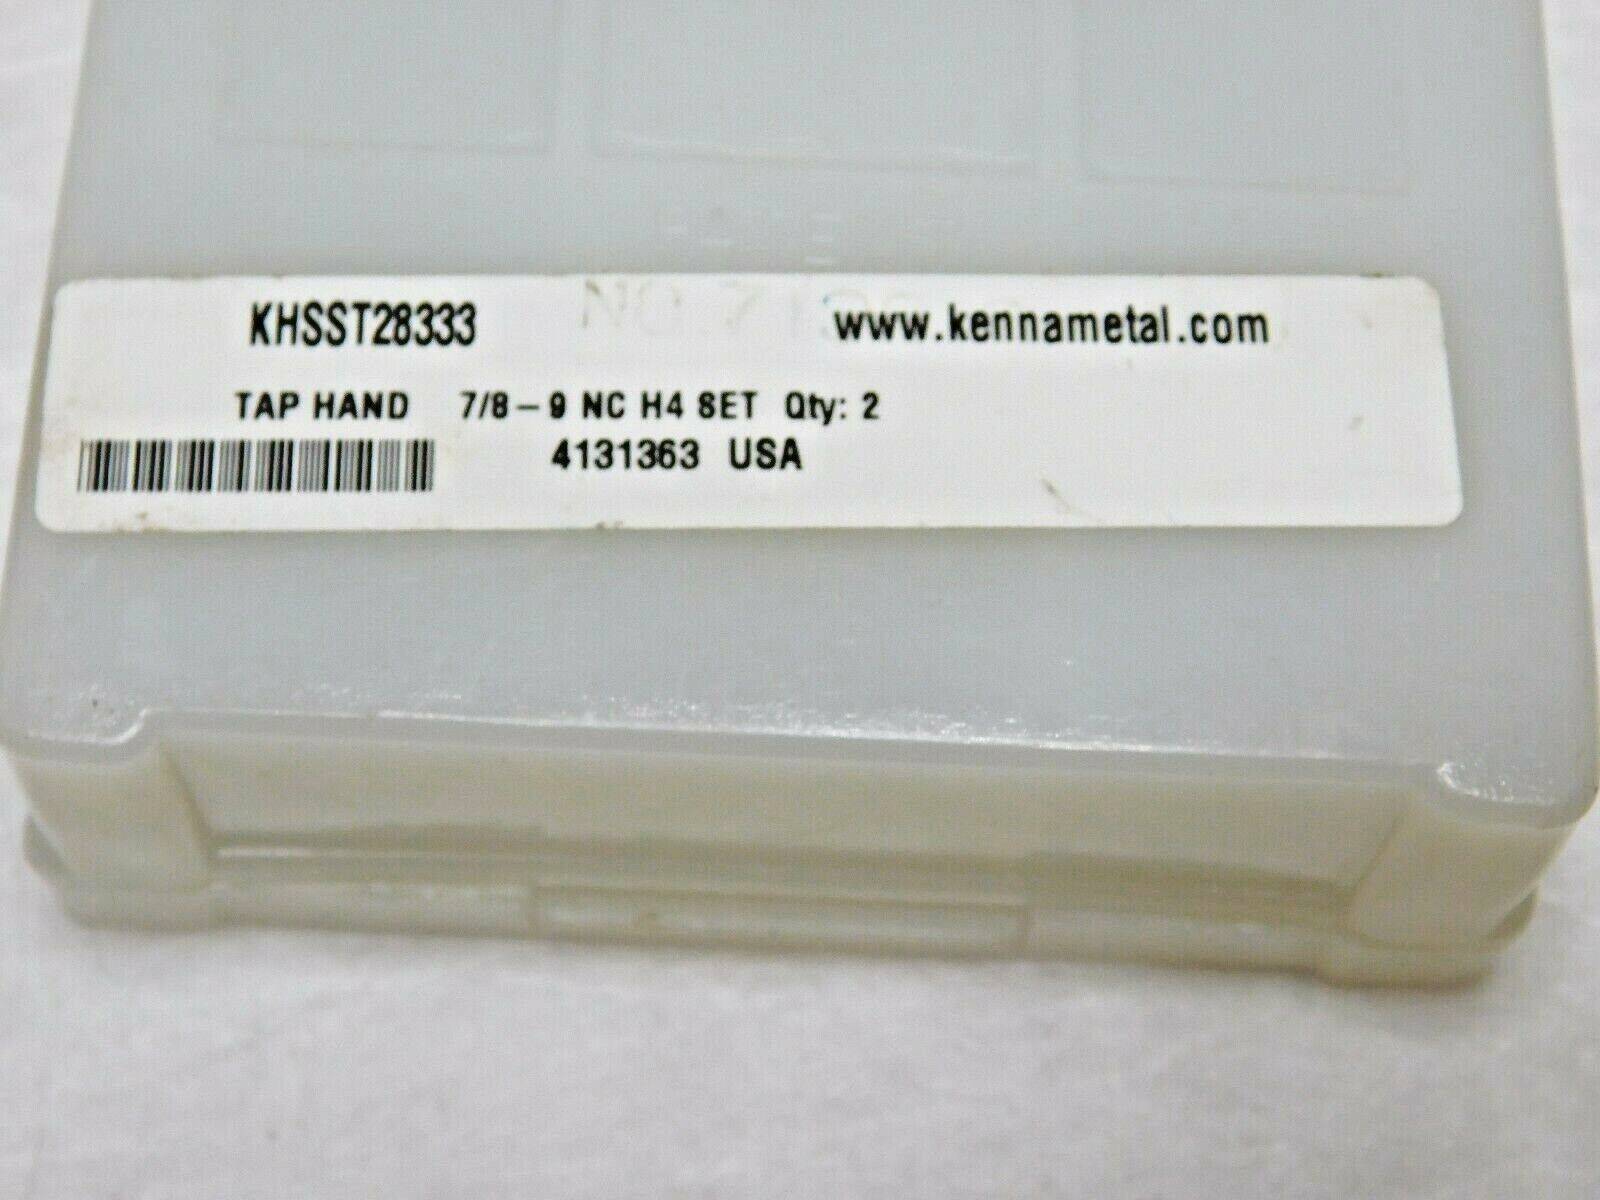 KHSST28333 www.kennametal.com
TAP HAND 7/8-9 NC H4 SET Qty: 2
4131363 USA